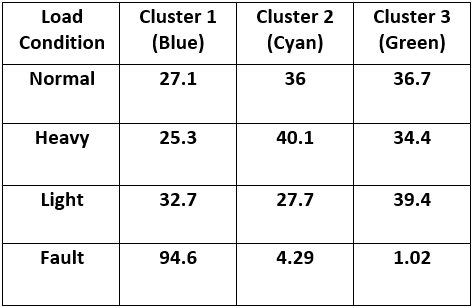 Load Condition Cluster 1 (Blue) Cluster 2 (Cyan) Cluster 3 (Green)
Normal 27.1 36 36.7
Heavy 25.3 40.1 34.4
Light 32.7 27.7 39.4
Fault 94.6 4.29 1.02